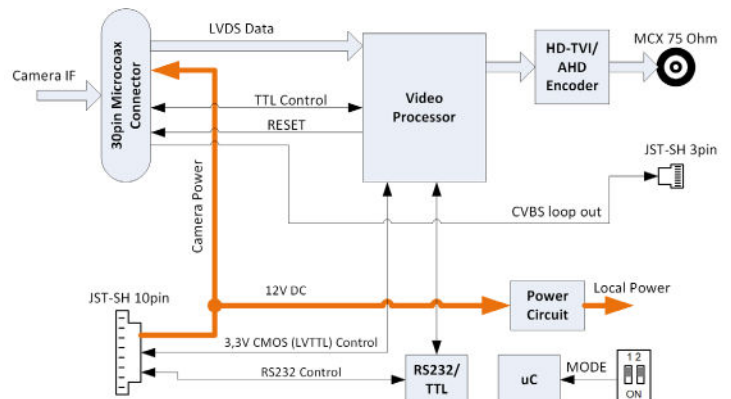 LVDS Data
Camera IF
30pin Microcoax
Connector
TTL Control
RESET
Video
Processor
HD-TVI/
AHD
Encoder
MCX 75 Ohm
JST-SH 3pin
CVBS loop out
Camera Power
JST-SH 10pin
12V DC
Power
Circuit
Local Power
3,3V CMOS (LVTTL) Control
RS232 Control
RS232/
TTL
uC
MODE
1 2
ON